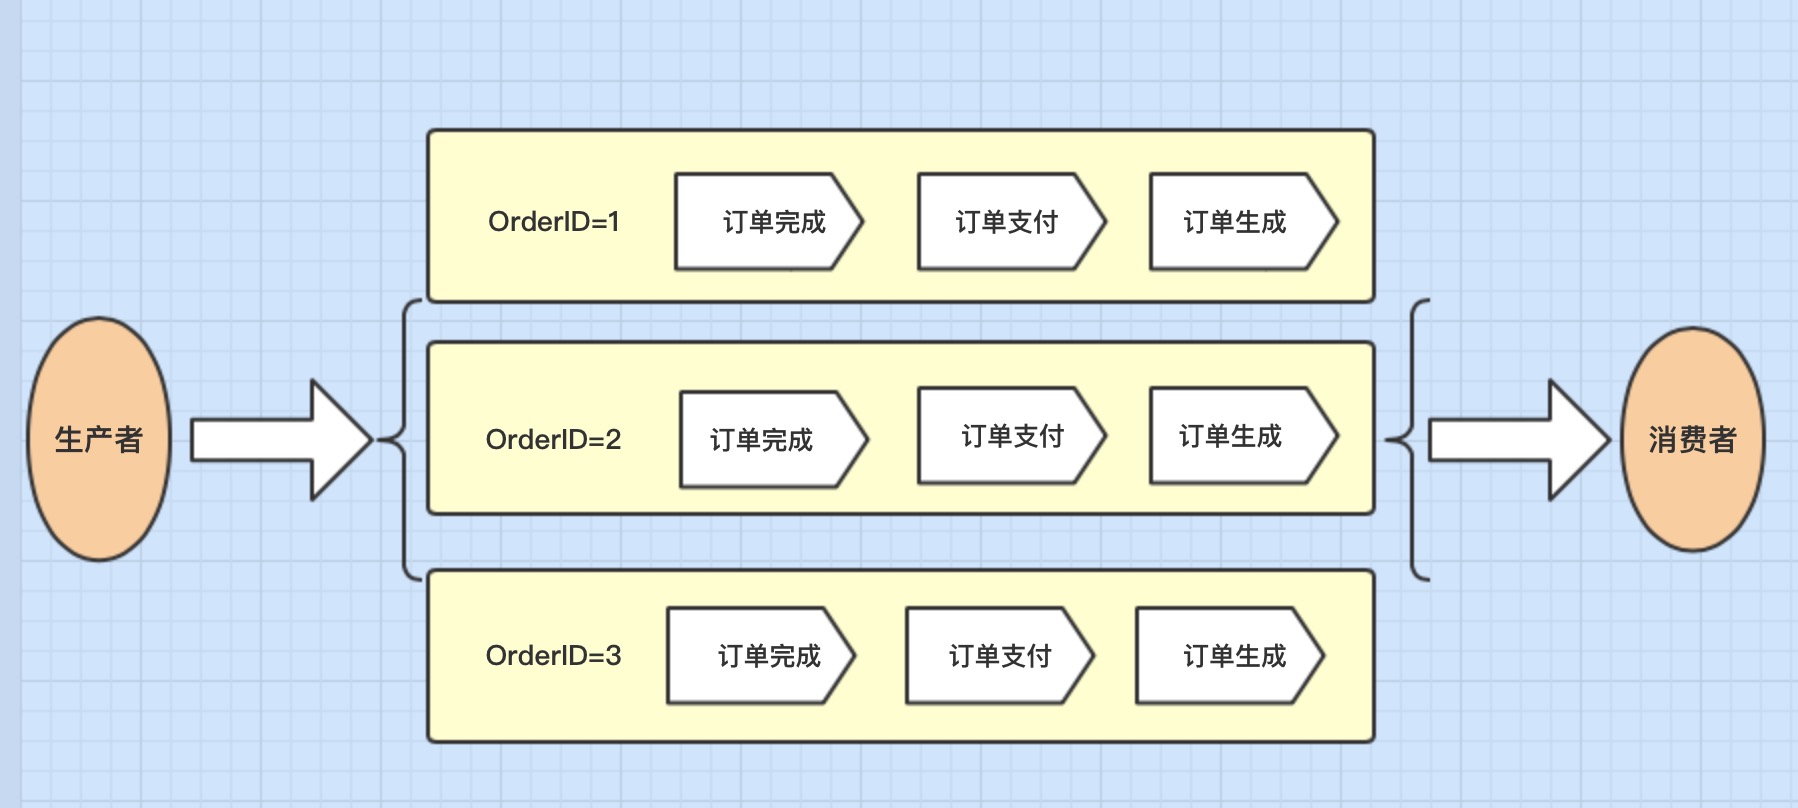 OrderID=1 订单完成 订单支付 订单生成
生产者
OrderID=2 订单完成 订单支付 订单生成
消费者
OrderID=3 订单完成 订单支付 订单生成